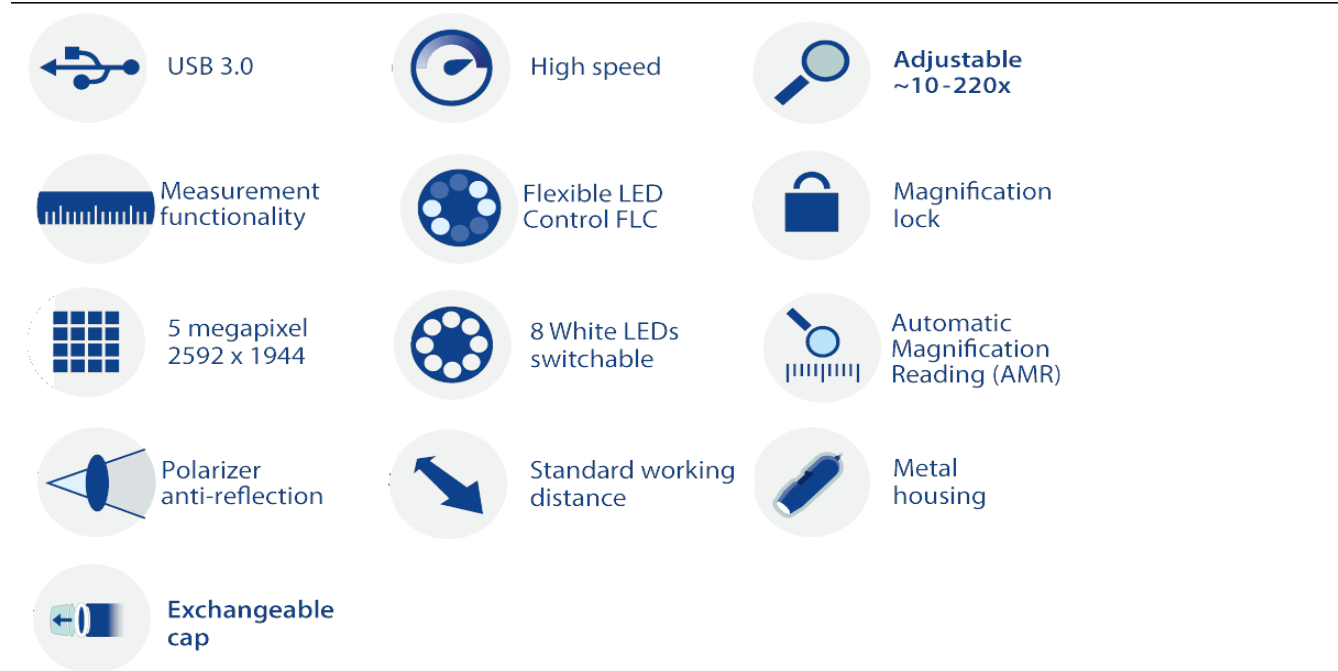 USB 3.0
High speed
Adjustable
~10-220x
Measurement
functionality
Flexible LED
Control FLC
Magnification
lock
5 megapixel
2592 x 1944
8 White LEDs
switchable
Automatic
Magnification
Reading (AMR)
Polarizer
anti-reflection
Standard working
distance
Metal
housing
Exchangeable
cap